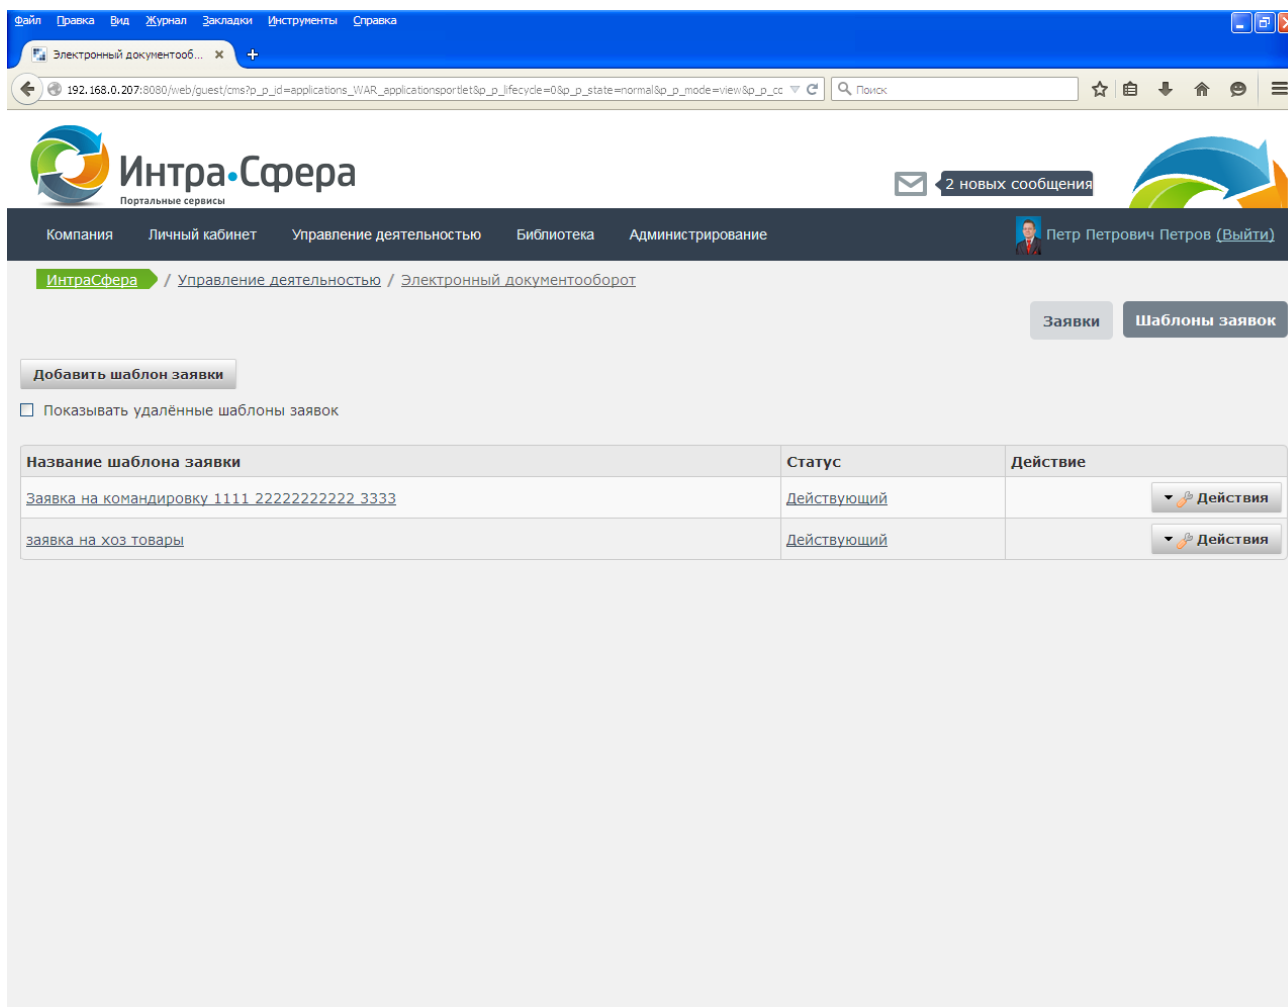 Файл Правка Вид Журнал Закладки Инструменты Справка
Электронный документооб...
192.168.0.207:8080/web/guest/cms?p_p_id=applications_WAR_applicationsportlet&p_p_lifecycle=0&p_p_state=normal&p_p_mode=view&p_p_cc Поиск
Интра•Сфера
Портальные сервисы
2 новых сообщения
Компания Личный кабинет Управление деятельностью Библиотека Администрирование Петр Петрович Петров (Выйти)
ИнтраСфера / Управление деятельностью / Электронный документооборот
Заявки Шаблоны заявок
Добавить шаблон заявки
Показывать удалённые шаблоны заявок
Название шаблона заявки Статус Действие
Заявка на командировку 1111 22222222222 3333 Действующий Действия
заявка на хоз товары Действующий Действия